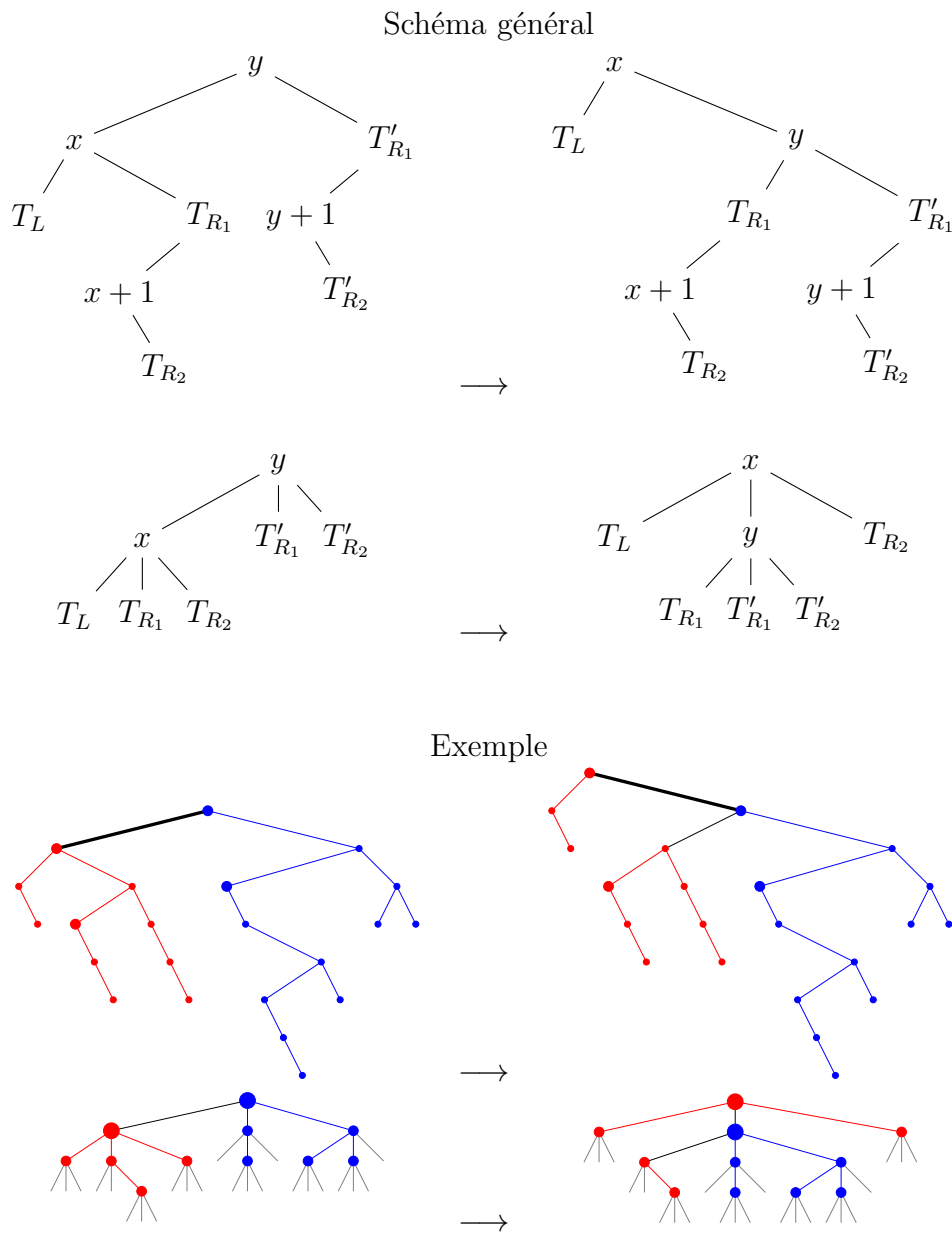 Schéma général
y
x
x
T_L
T'_{R_1}
y
T_L
T_{R_1}
y + 1
T_{R_1}
T'_{R_1}
x + 1
T'_{R_2}
x + 1
y + 1
T_{R_2}
T_{R_2}
T'_{R_2}
⟶
y
x
x
T'_{R_1}
T'_{R_2}
T_L
y
T_{R_2}
T_L
T_{R_1}
T_{R_2}
T_{R_1}
T'_{R_1}
T'_{R_2}
⟶
Exemple
⟶
⟶